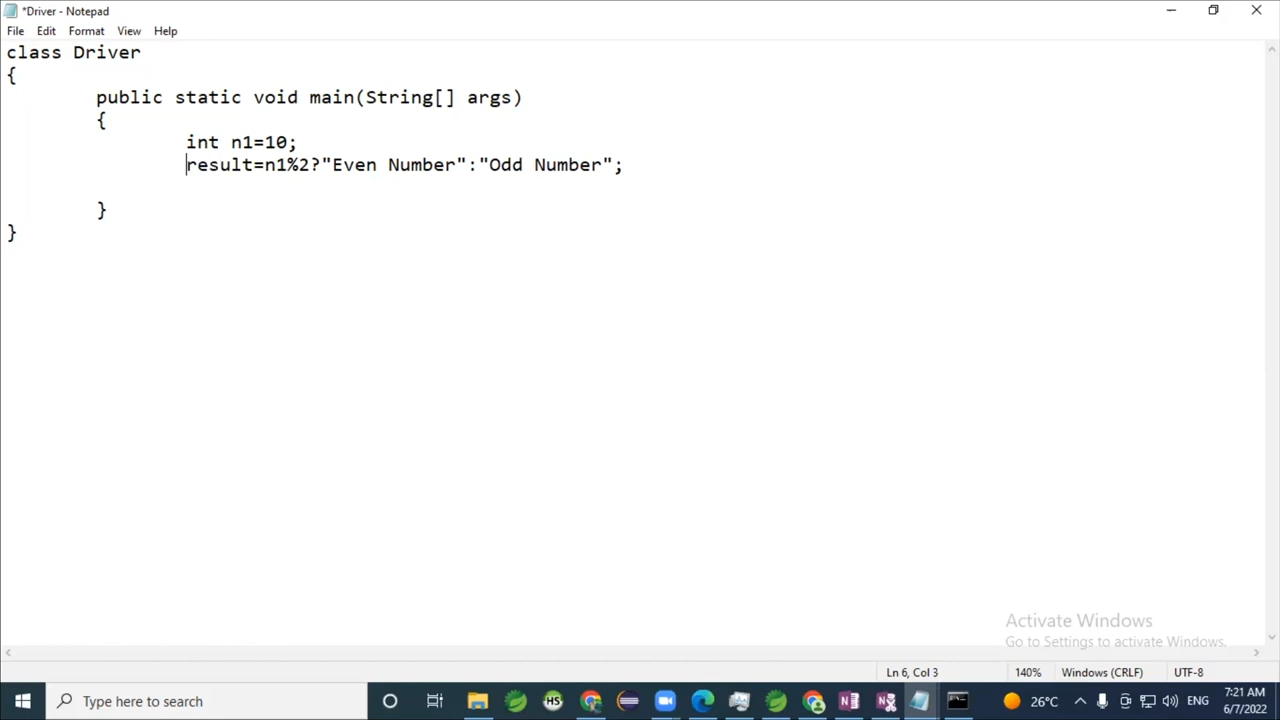 *Driver - Notepad
File Edit Format View Help
class Driver
{
public static void main(String[] args)
{
int n1=10;
result=n1%2?"Even Number":"Odd Number";
}
}
Activate Windows
Go to Settings to activate Windows.
Ln 6, Col 3 140% Windows (CRLF) UTF-8
Type here to search HS 26°C ENG 7:21 AM
6/7/2022